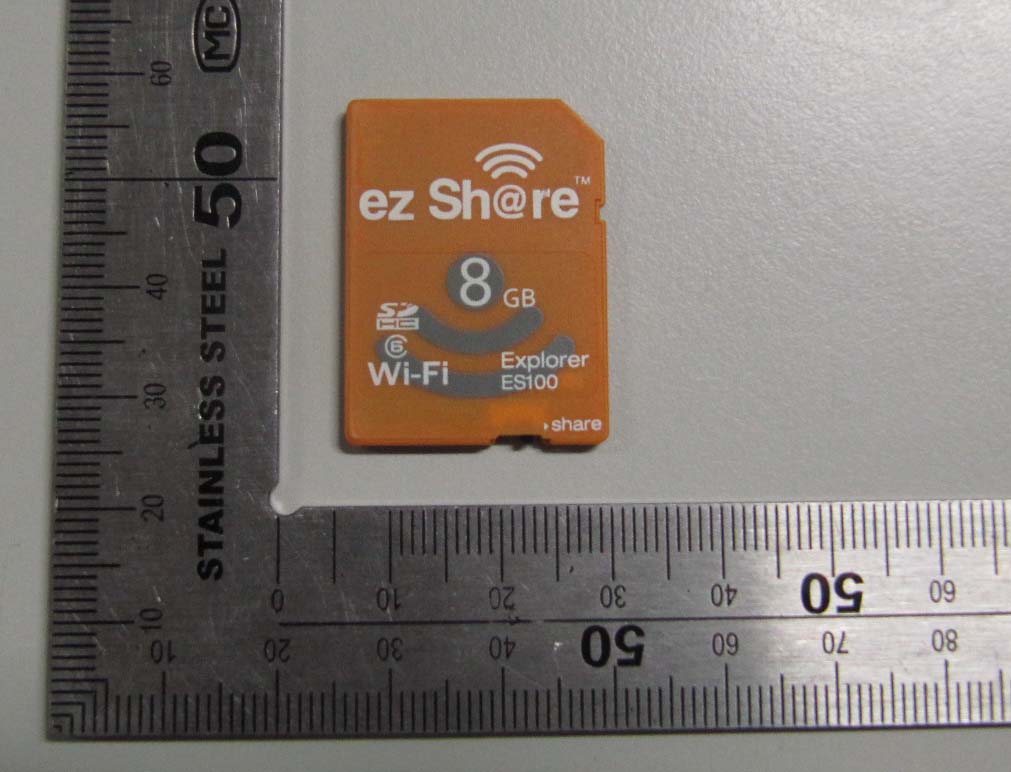 MC
60
STAINLESS STEEL 50
40
30
20
10
ez Sh@re™
8 GB
SD HC
6
Wi-Fi
Explorer
ES100
share
0 10 20 30 40 50 60
10 20 30 40 50 60 70 80